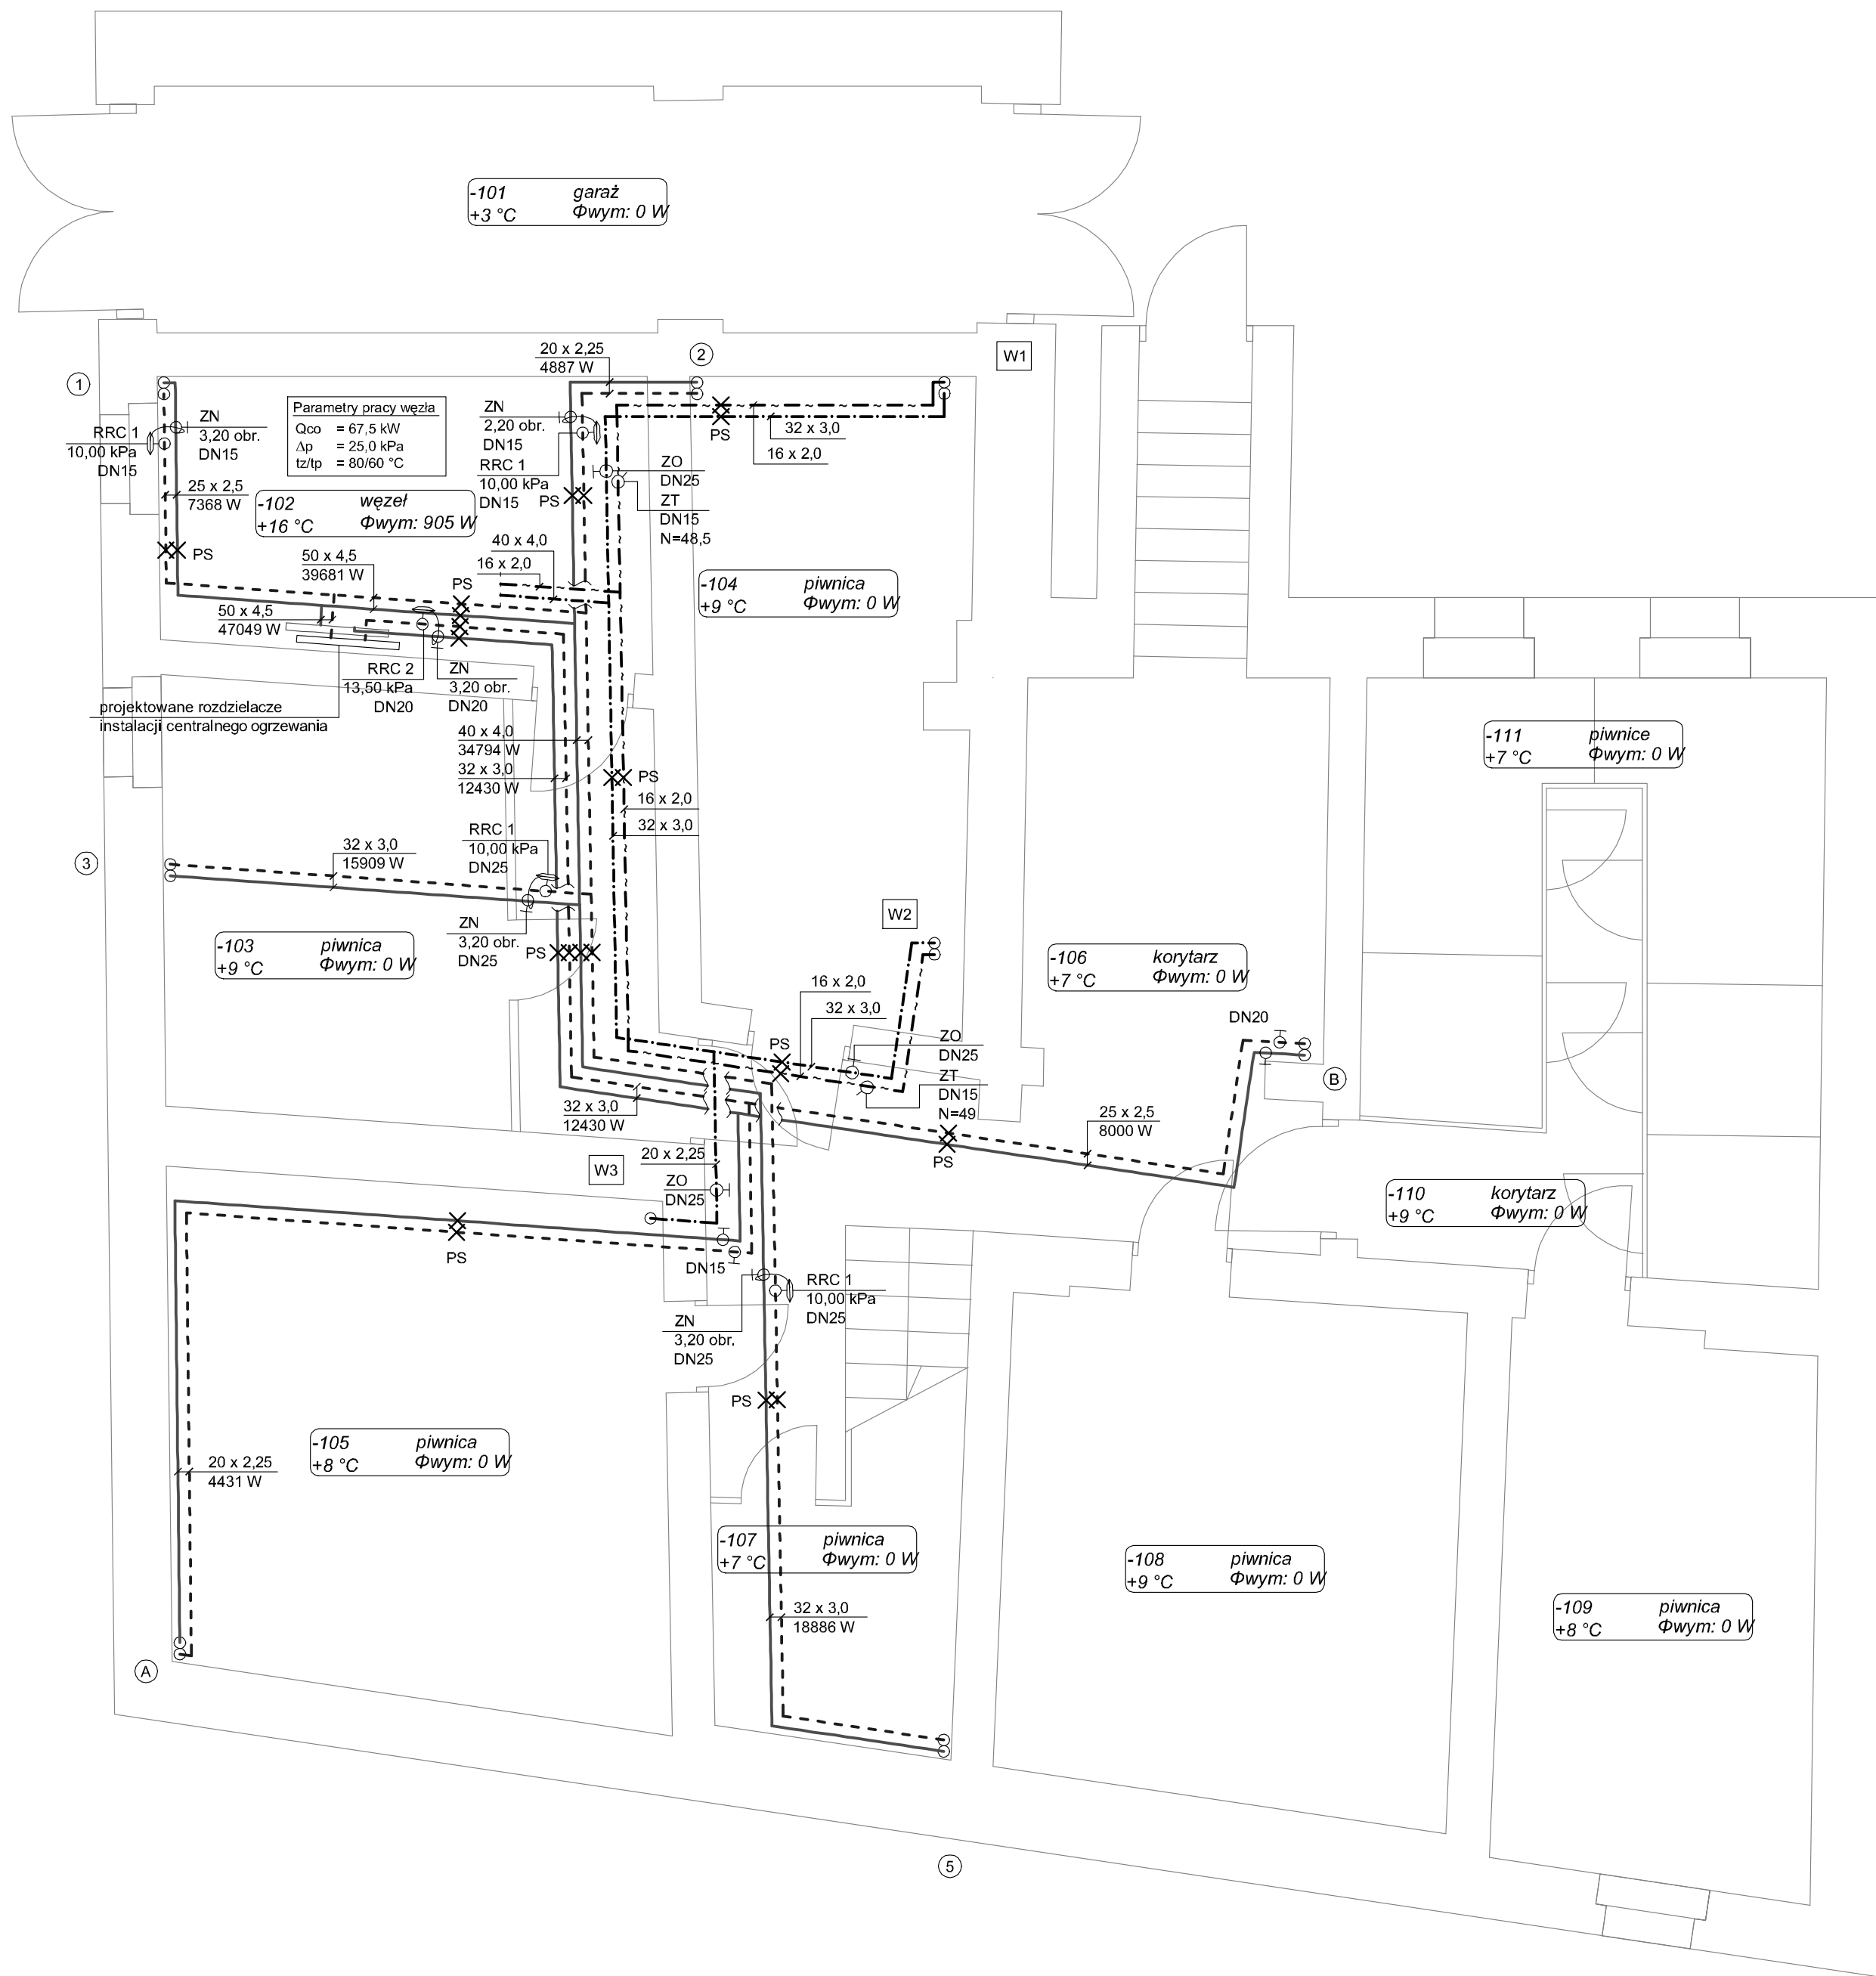 -101 garaż
+3 °C Φwym: 0 W
20 x 2,25
4887 W
2
W1
1
ZN
3,20 obr.
DN15
RRC 1
10,00 kPa
DN15
Parametry pracy węzła
Qco = 67,5 kW
Δp = 25,0 kPa
tz/tp = 80/60 °C
ZN
2,20 obr.
DN15
RRC 1
10,00 kPa
DN15
PS
PS
32 x 3,0
16 x 2,0
ZO
DN25
ZT
DN15
N=48,5
25 x 2,5
7368 W
-102 węzeł
+16 °C Φwym: 905 W
PS
40 x 4,0
16 x 2,0
50 x 4,5
39681 W
PS
50 x 4,5
47049 W
-104 piwnica
+9 °C Φwym: 0 W
RRC 2
13,50 kPa
DN20
ZN
3,20 obr.
DN20
projektowane rozdzielacze
instalacji centralnego ogrzewania
40 x 4,0
34794 W
32 x 3,0
12430 W
PS
16 x 2,0
32 x 3,0
-111 piwnice
+7 °C Φwym: 0 W
RRC 1
10,00 kPa
DN25
32 x 3,0
15909 W
3
ZN
3,20 obr.
DN25
PS
-103 piwnica
+9 °C Φwym: 0 W
W2
-106 korytarz
+7 °C Φwym: 0 W
16 x 2,0
32 x 3,0
DN20
PS
ZO
DN25
ZT
DN15
N=49
B
32 x 3,0
12430 W
25 x 2,5
8000 W
PS
20 x 2,25
W3
ZO
DN25
-110 korytarz
+9 °C Φwym: 0 W
PS
DN15
RRC 1
10,00 kPa
DN25
ZN
3,20 obr.
DN25
PS
-105 piwnica
+8 °C Φwym: 0 W
20 x 2,25
4431 W
-107 piwnica
+7 °C Φwym: 0 W
-108 piwnica
+9 °C Φwym: 0 W
32 x 3,0
18886 W
-109 piwnica
+8 °C Φwym: 0 W
A
5